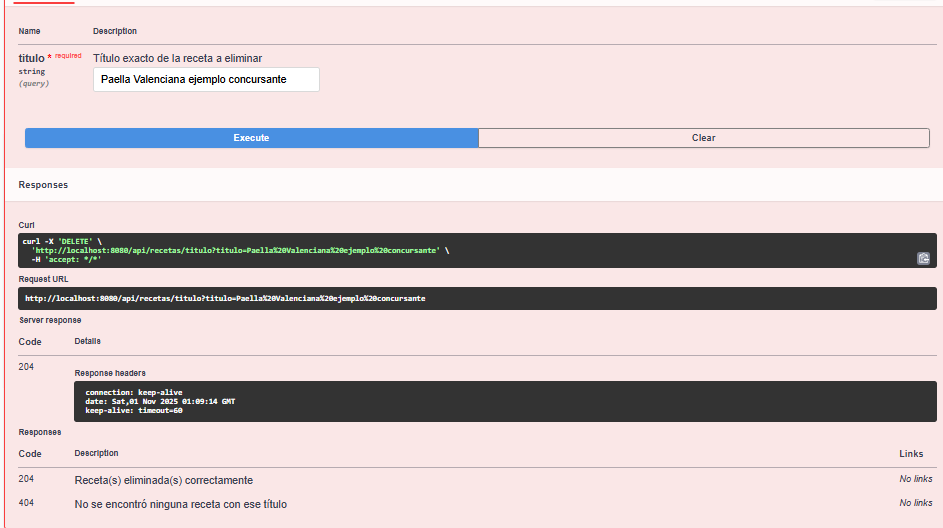 Name Description
titulo * required Título exacto de la receta a eliminar
string
(query)
Paella Valenciana ejemplo concursante
Execute Clear
Responses
Curl
curl -X 'DELETE' \
'http://localhost:8080/api/recetas/titulo?titulo=Paella%20Valenciana%20ejemplo%20concursante' \
-H 'accept: */*'
Request URL
http://localhost:8080/api/recetas/titulo?titulo=Paella%20Valenciana%20ejemplo%20concursante
Server response
Code Details
204
Response headers
connection: keep-alive
date: Sat,01 Nov 2025 01:09:14 GMT
keep-alive: timeout=60
Responses
Code Description Links
204 Receta(s) eliminada(s) correctamente No links
404 No se encontró ninguna receta con ese título No links